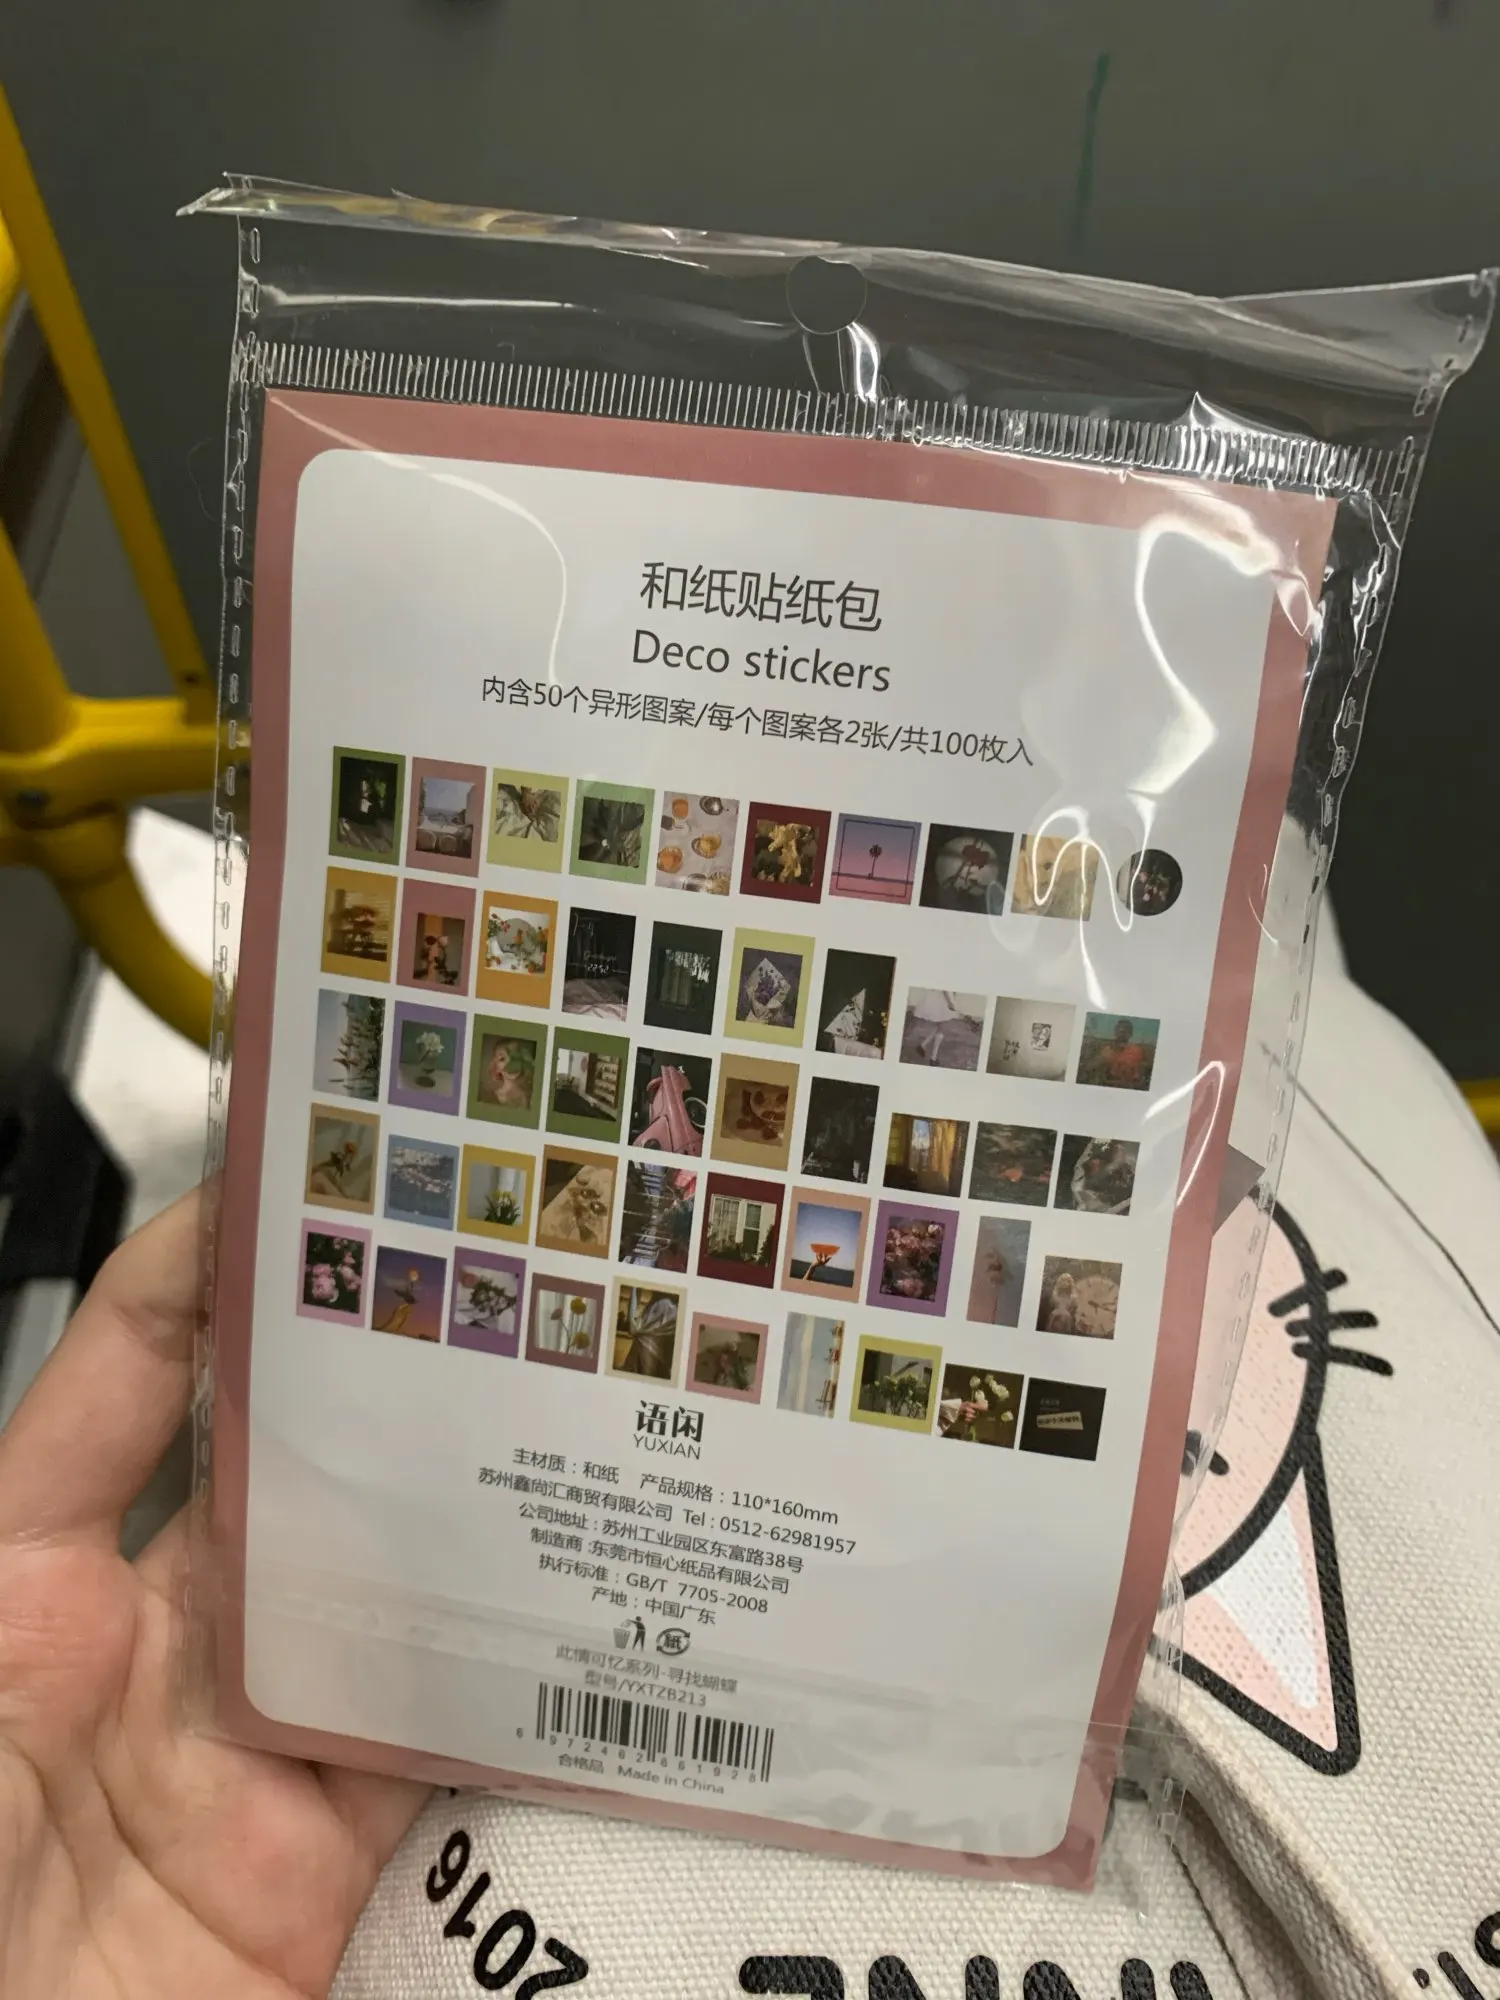 和纸贴纸包
Deco stickers
内含50个异形图案/每个图案各2张/共100枚入
语闲
YUXIAN
主材质：和纸 产品规格：110*160mm
苏州鑫尚汇商贸有限公司 Tel：0512-62981957
公司地址：苏州工业园区东富路38号
制造商：东莞市恒心纸品有限公司
执行标准：GB/T 7705-2008
产地：中国广东
紙
此情可忆系列-寻找蝴蝶
型号/YXTZB213
6 972462 661928
合格品 Made in China
2016